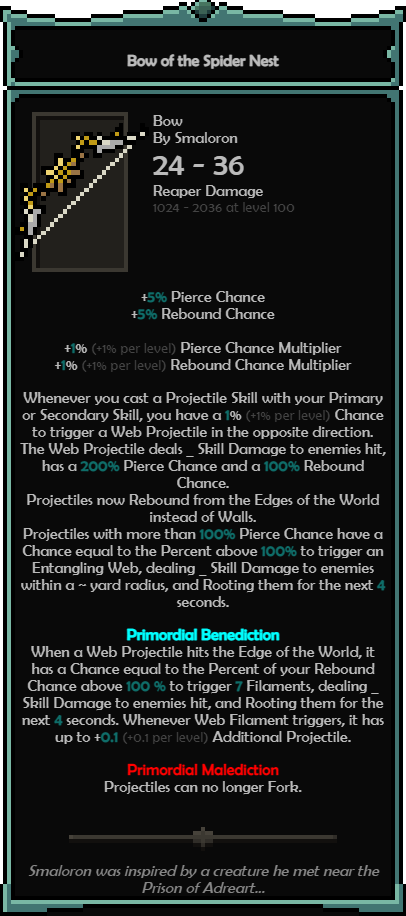 Bow of the Spider Nest
Bow
By Smaloron
24 - 36
Reaper Damage
1024 - 2036 at level 100
+5% Pierce Chance
+5% Rebound Chance
+1% (+1% per level) Pierce Chance Multiplier
+1% (+1% per level) Rebound Chance Multiplier
Whenever you cast a Projectile Skill with your Primary
or Secondary Skill, you have a 1% (+1% per level) Chance
to trigger a Web Projectile in the opposite direction.
The Web Projectile deals _ Skill Damage to enemies hit,
has a 200% Pierce Chance and a 100% Rebound
Chance.
Projectiles now Rebound from the Edges of the World
instead of Walls.
Projectiles with more than 100% Pierce Chance have a
Chance equal to the Percent above 100% to trigger an
Entangling Web, dealing _ Skill Damage to enemies
within a ~ yard radius, and Rooting them for the next 4
seconds.
Primordial Benediction
When a Web Projectile hits the Edge of the World, it
has a Chance equal to the Percent of your Rebound
Chance above 100 % to trigger 7 Filaments, dealing _
Skill Damage to enemies hit, and Rooting them for the
next 4 seconds. Whenever Web Filament triggers, it has
up to +0.1 (+0.1 per level) Additional Projectile.
Primordial Malediction
Projectiles can no longer Fork.
Smaloron was inspired by a creature he met near the
Prison of Adreart...